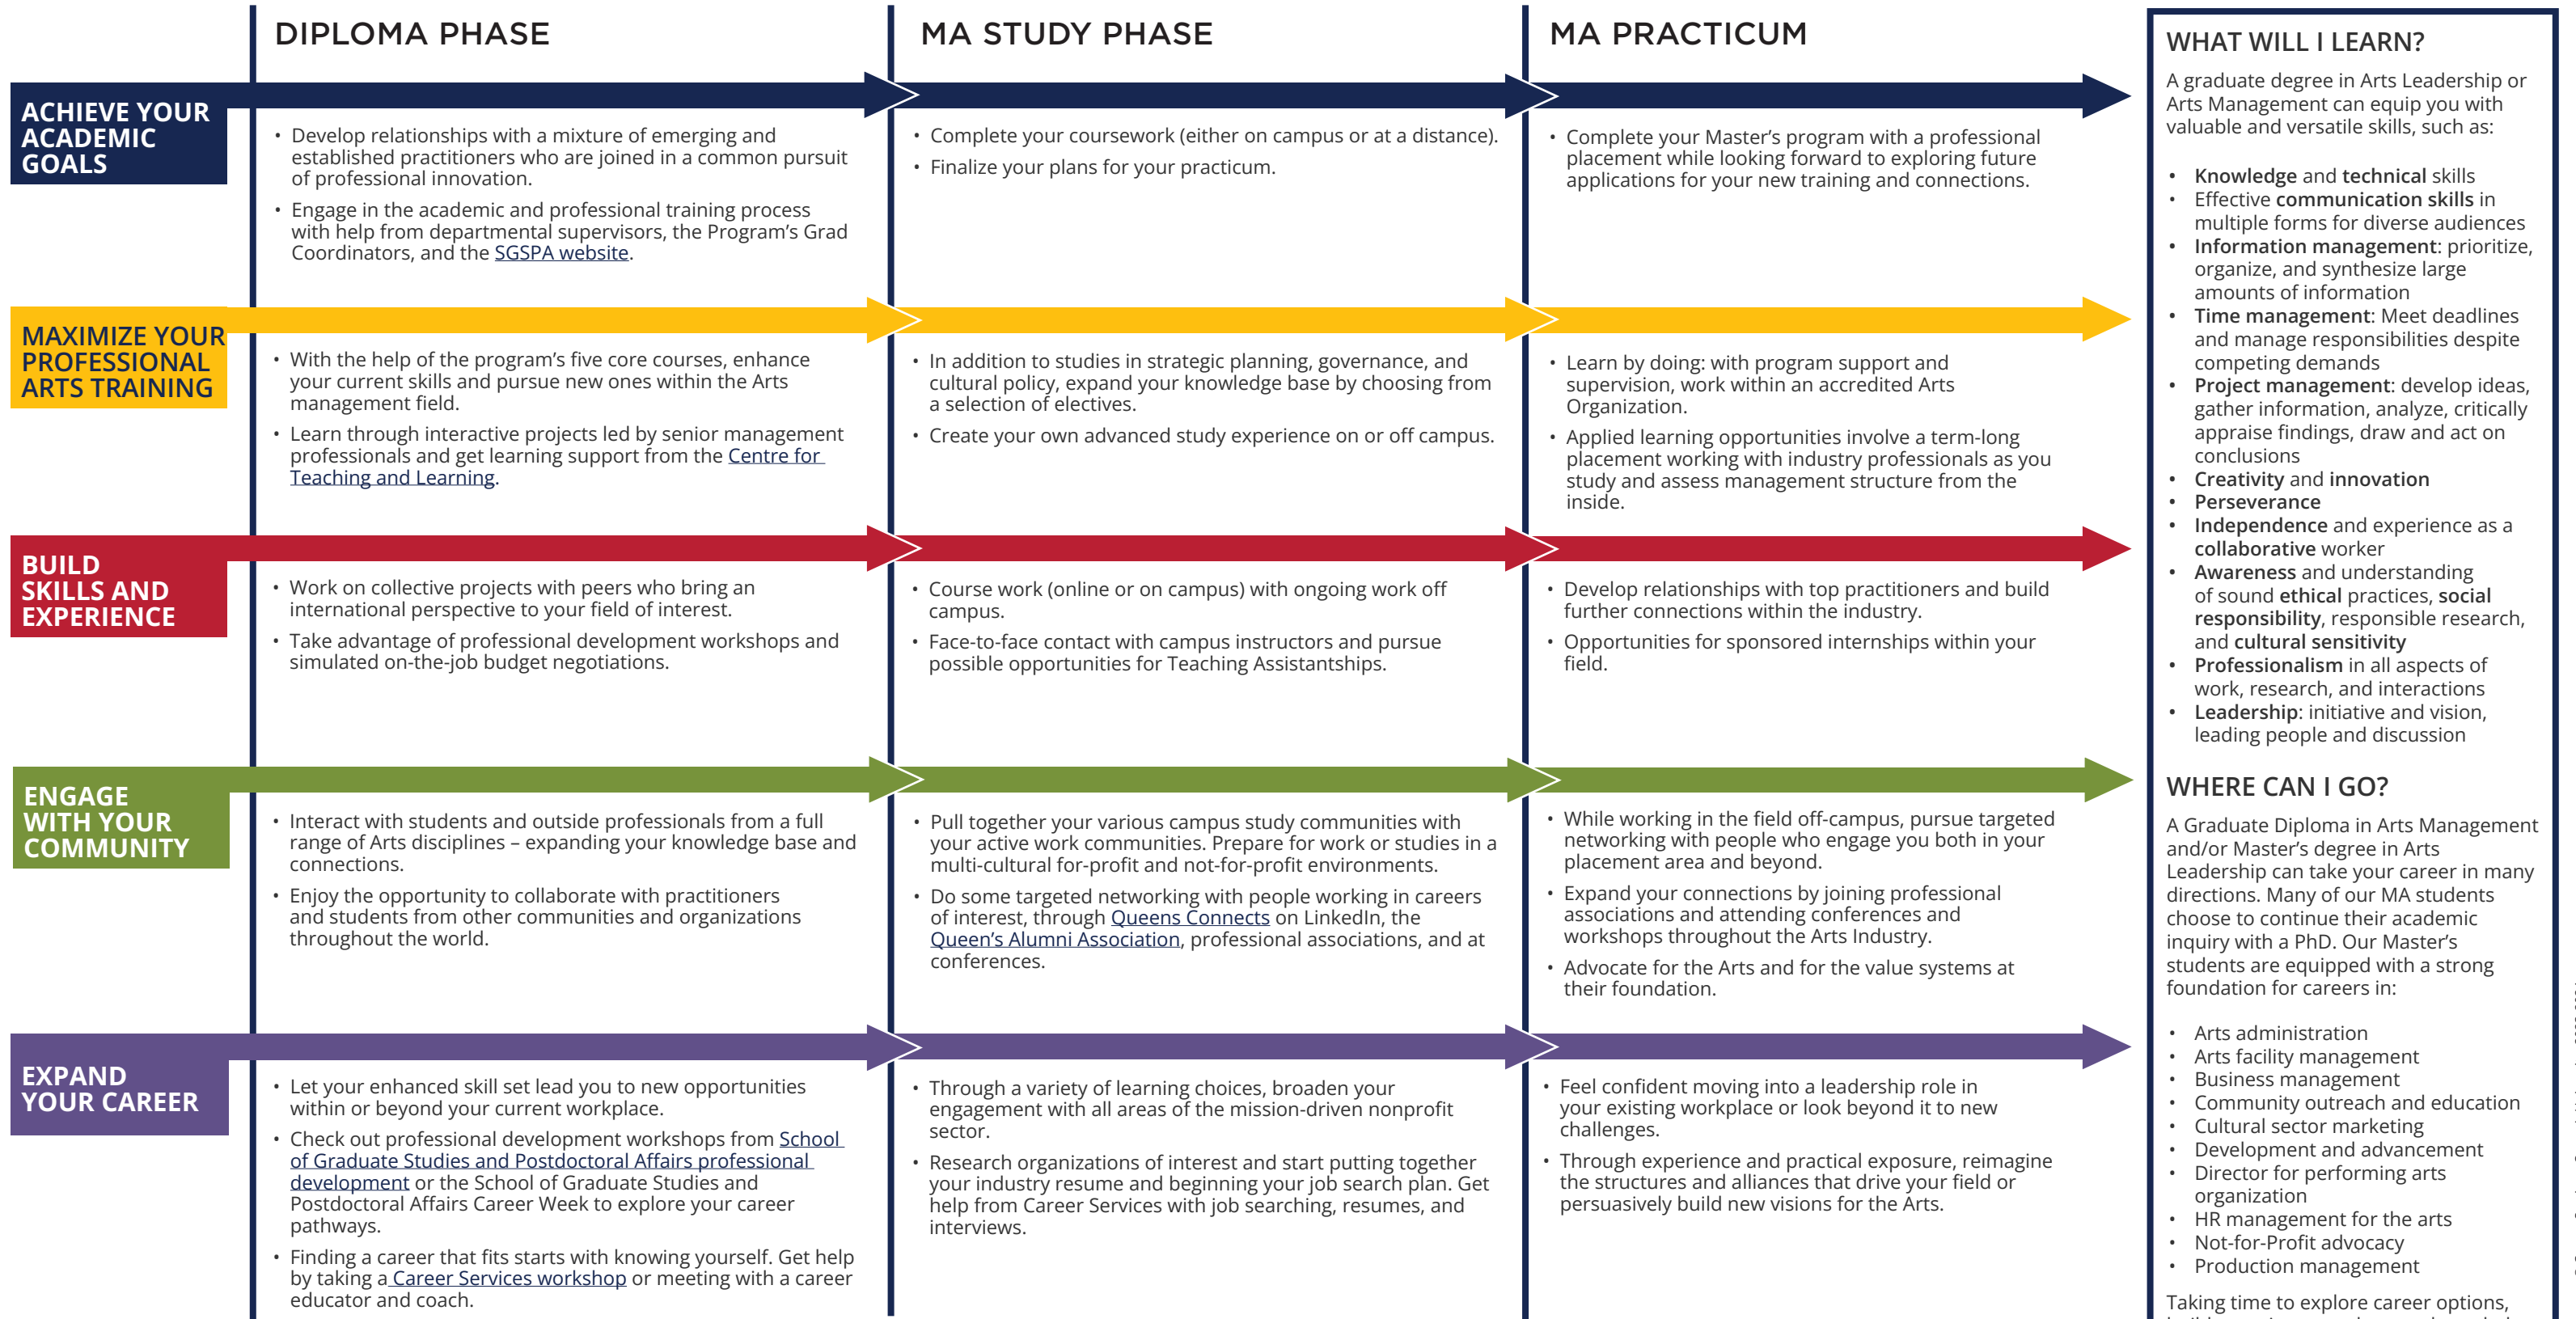 DIPLOMA PHASE
MA STUDY PHASE
MA PRACTICUM
ACHIEVE YOUR
ACADEMIC
GOALS
• Develop relationships with a mixture of emerging and
established practitioners who are joined in a common pursuit
of professional innovation.
• Engage in the academic and professional training process
with help from departmental supervisors, the Program’s Grad
Coordinators, and the SGSPA website.
• Complete your coursework (either on campus or at a distance).
• Finalize your plans for your practicum.
• Complete your Master’s program with a professional
placement while looking forward to exploring future
applications for your new training and connections.
MAXIMIZE YOUR
PROFESSIONAL
ARTS TRAINING
• With the help of the program’s five core courses, enhance
your current skills and pursue new ones within the Arts
management field.
• Learn through interactive projects led by senior management
professionals and get learning support from the Centre for
Teaching and Learning.
• In addition to studies in strategic planning, governance, and
cultural policy, expand your knowledge base by choosing from
a selection of electives.
• Create your own advanced study experience on or off campus.
• Learn by doing: with program support and
supervision, work within an accredited Arts
Organization.
• Applied learning opportunities involve a term-long
placement working with industry professionals as you
study and assess management structure from the
inside.
BUILD
SKILLS AND
EXPERIENCE
• Work on collective projects with peers who bring an
international perspective to your field of interest.
• Take advantage of professional development workshops and
simulated on-the-job budget negotiations.
• Course work (online or on campus) with ongoing work off
campus.
• Face-to-face contact with campus instructors and pursue
possible opportunities for Teaching Assistantships.
• Develop relationships with top practitioners and build
further connections within the industry.
• Opportunities for sponsored internships within your
field.
ENGAGE
WITH YOUR
COMMUNITY
• Interact with students and outside professionals from a full
range of Arts disciplines – expanding your knowledge base and
connections.
• Enjoy the opportunity to collaborate with practitioners
and students from other communities and organizations
throughout the world.
• Pull together your various campus study communities with
your active work communities. Prepare for work or studies in a
multi-cultural for-profit and not-for-profit environments.
• Do some targeted networking with people working in careers
of interest, through Queens Connects on LinkedIn, the
Queen’s Alumni Association, professional associations, and at
conferences.
• While working in the field off-campus, pursue targeted
networking with people who engage you both in your
placement area and beyond.
• Expand your connections by joining professional
associations and attending conferences and
workshops throughout the Arts Industry.
• Advocate for the Arts and for the value systems at
their foundation.
EXPAND
YOUR CAREER
• Let your enhanced skill set lead you to new opportunities
within or beyond your current workplace.
• Check out professional development workshops from School
of Graduate Studies and Postdoctoral Affairs professional
development or the School of Graduate Studies and
Postdoctoral Affairs Career Week to explore your career
pathways.
• Finding a career that fits starts with knowing yourself. Get help
by taking a Career Services workshop or meeting with a career
educator and coach.
• Through a variety of learning choices, broaden your
engagement with all areas of the mission-driven nonprofit
sector.
• Research organizations of interest and start putting together
your industry resume and beginning your job search plan. Get
help from Career Services with job searching, resumes, and
interviews.
• Feel confident moving into a leadership role in
your existing workplace or look beyond it to new
challenges.
• Through experience and practical exposure, reimagine
the structures and alliances that drive your field or
persuasively build new visions for the Arts.
WHAT WILL I LEARN?
A graduate degree in Arts Leadership or
Arts Management can equip you with
valuable and versatile skills, such as:
• Knowledge and technical skills
• Effective communication skills in
multiple forms for diverse audiences
• Information management: prioritize,
organize, and synthesize large
amounts of information
• Time management: Meet deadlines
and manage responsibilities despite
competing demands
• Project management: develop ideas,
gather information, analyze, critically
appraise findings, draw and act on
conclusions
• Creativity and innovation
• Perseverance
• Independence and experience as a
collaborative worker
• Awareness and understanding
of sound ethical practices, social
responsibility, responsible research,
and cultural sensitivity
• Professionalism in all aspects of
work, research, and interactions
• Leadership: initiative and vision,
leading people and discussion
WHERE CAN I GO?
A Graduate Diploma in Arts Management
and/or Master’s degree in Arts
Leadership can take your career in many
directions. Many of our MA students
choose to continue their academic
inquiry with a PhD. Our Master’s
students are equipped with a strong
foundation for careers in:
• Arts administration
• Arts facility management
• Business management
• Community outreach and education
• Cultural sector marketing
• Development and advancement
• Director for performing arts
organization
• HR management for the arts
• Not-for-Profit advocacy
• Production management
Taking time to explore career options,